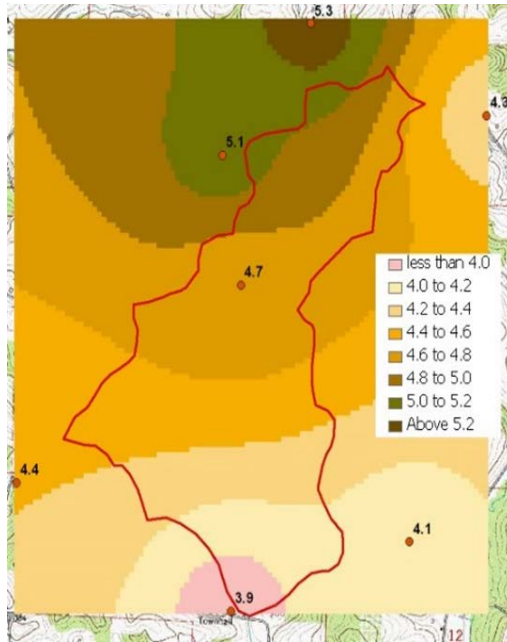 5.3
4.3
5.1
4.7
less than 4.0
4.0 to 4.2
4.2 to 4.4
4.4 to 4.6
4.6 to 4.8
4.8 to 5.0
5.0 to 5.2
Above 5.2
4.4
4.1
3.9
12